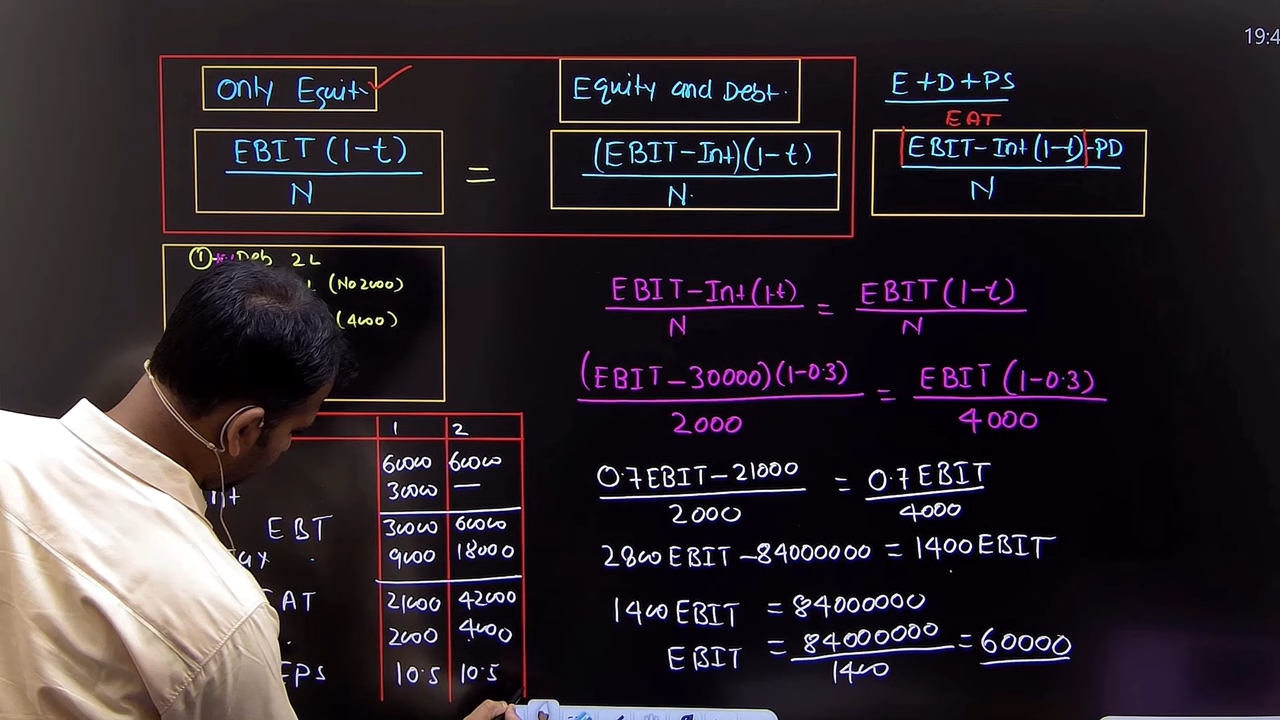 19:4
Only Equity
EBIT (1-t)
N
=
Equity and Debt.
(EBIT-Int)(1-t)
N.
E+D+PS
EAT
EBIT-Int(1-t)-PD
N
① Deb 2L
(No 2000)
(4000)
EBIT-Int(1-t) = EBIT(1-t)
N N
(EBIT-30000)(1-0.3) = EBIT(1-0.3)
2000 4000
0.7EBIT-21000 = 0.7EBIT
2000 4000
2800EBIT-84000000 = 1400EBIT
1400EBIT = 84000000
EBIT = 84000000 = 60000
1400
1 2
60000 60000
30000 —
EBT 30000 60000
9000 18000
AT 21000 42000
2000 4000
EPS 10.5 10.5